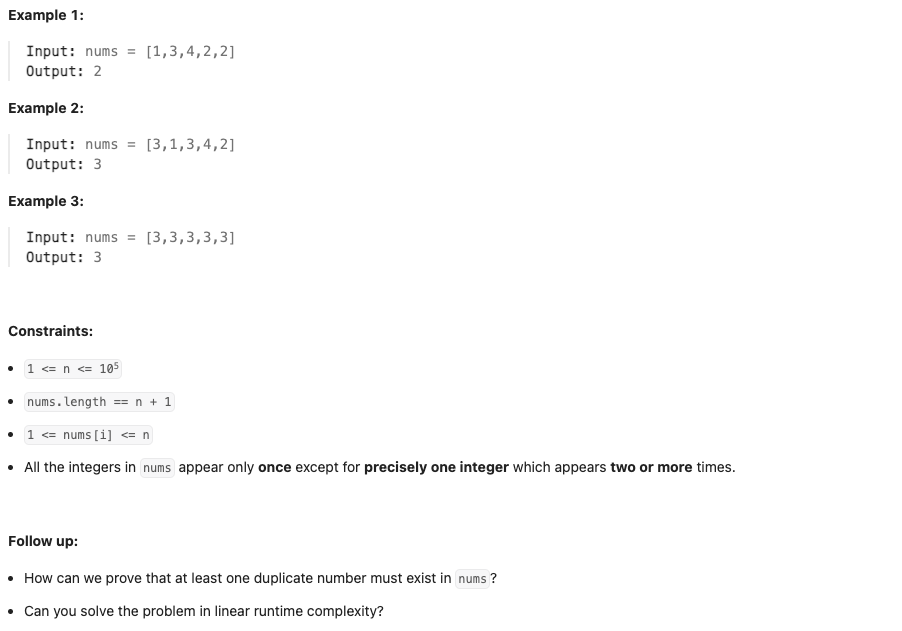 Example 1:
Input: nums = [1,3,4,2,2]
Output: 2
Example 2:
Input: nums = [3,1,3,4,2]
Output: 3
Example 3:
Input: nums = [3,3,3,3,3]
Output: 3
Constraints:
• 1 <= n <= 10⁵
• nums.length == n + 1
• 1 <= nums[i] <= n
• All the integers in nums appear only once except for precisely one integer which appears two or more times.
Follow up:
• How can we prove that at least one duplicate number must exist in nums?
• Can you solve the problem in linear runtime complexity?